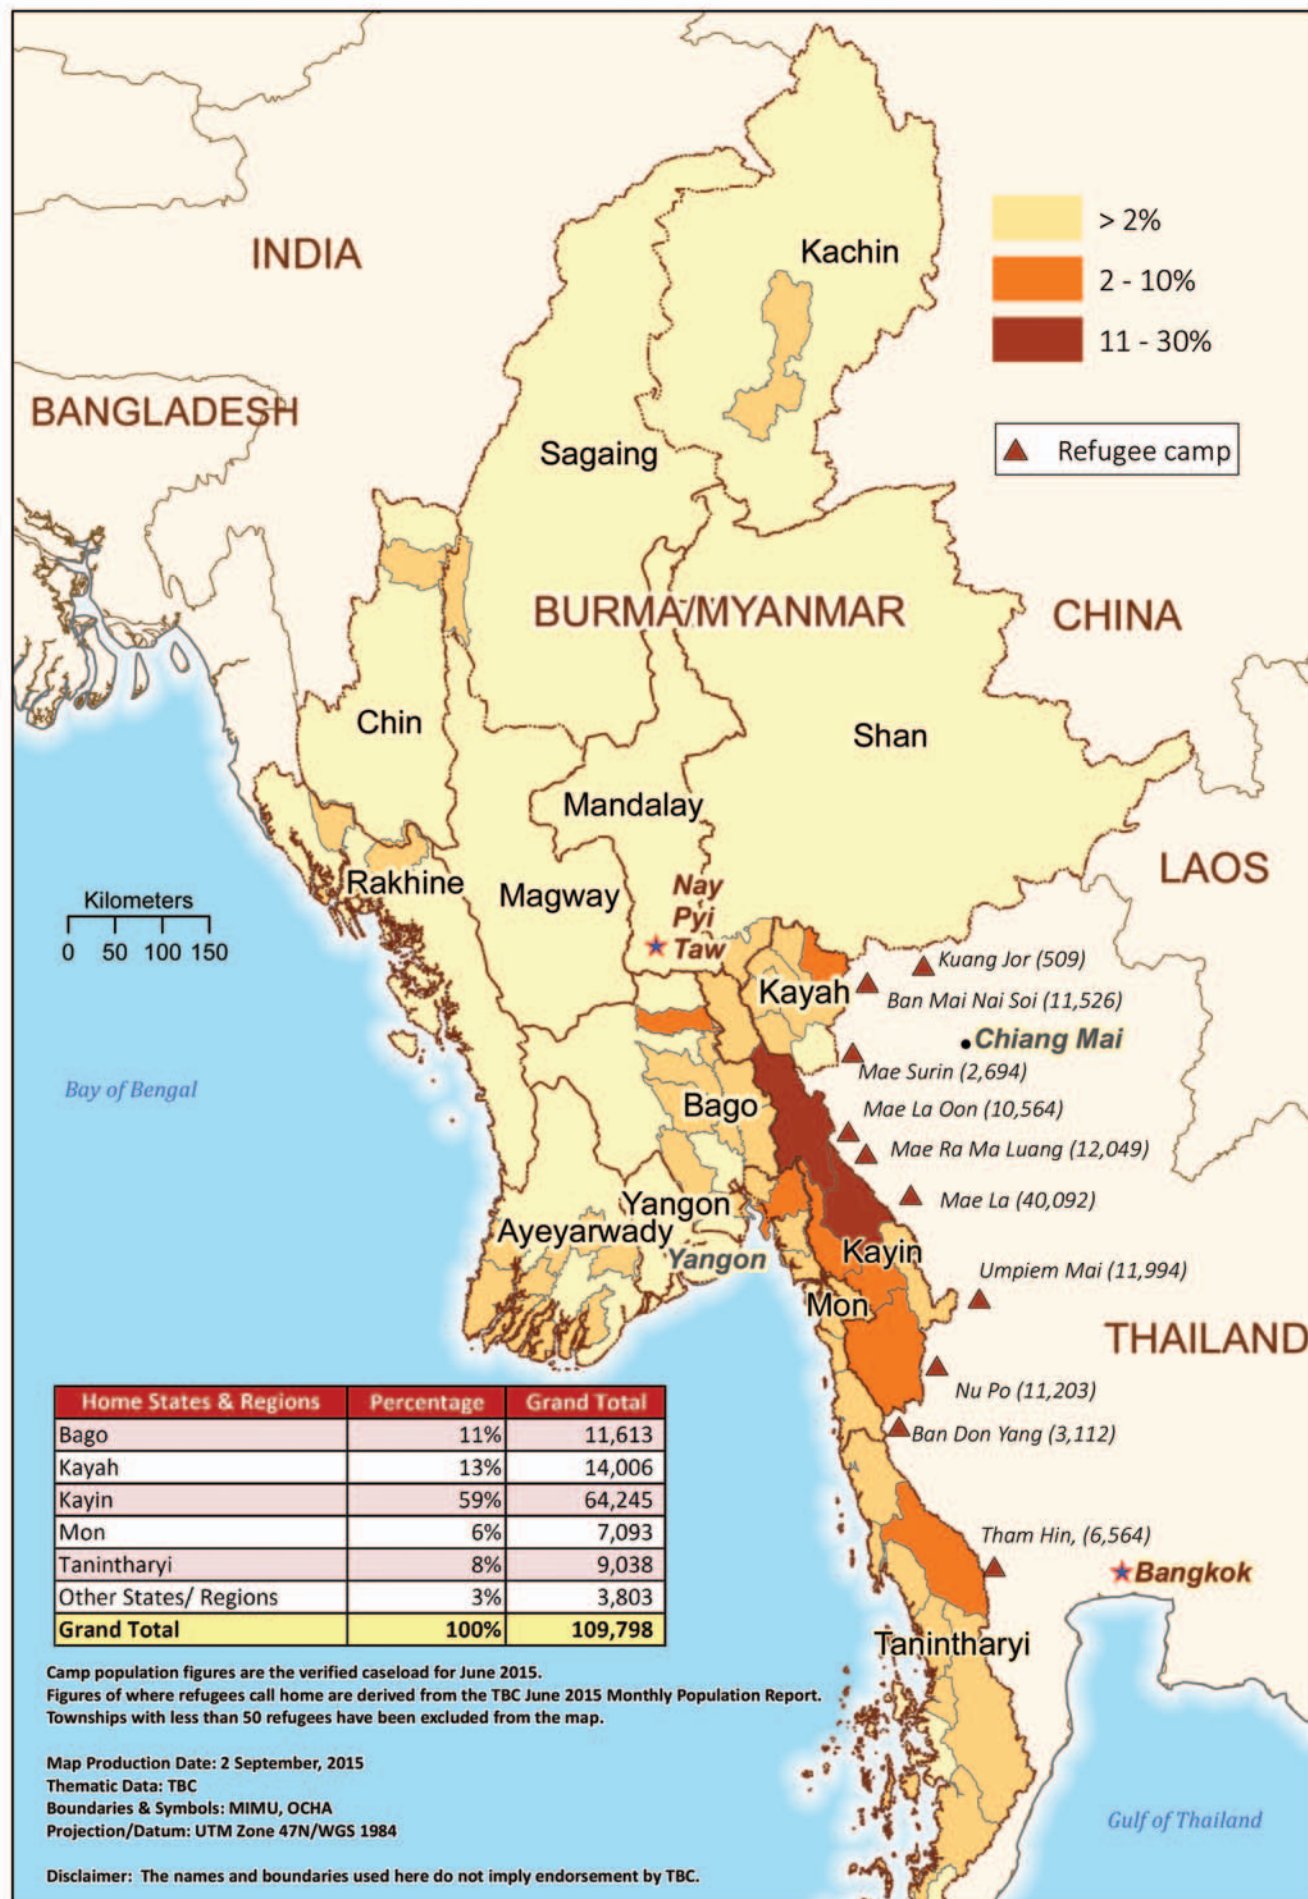 INDIA
BANGLADESH
CHINA
LAOS
THAILAND
BURMA/MYANMAR
Kachin
Sagaing
Chin
Shan
Mandalay
Magway
Rakhine
Nay
Pyi
Taw
Kayah
Bago
Yangon
Ayeyarwady
Yangon
Kayin
Mon
Tanintharyi
> 2%
2 - 10%
11 - 30%
Refugee camp
Kilometers
0 50 100 150
Bay of Bengal
Kuang Jor (509)
Ban Mai Nai Soi (11,526)
Chiang Mai
Mae Surin (2,694)
Mae La Oon (10,564)
Mae Ra Ma Luang (12,049)
Mae La (40,092)
Umpiem Mai (11,994)
Nu Po (11,203)
Ban Don Yang (3,112)
Tham Hin, (6,564)
Bangkok
Gulf of Thailand
Home States & Regions Percentage Grand Total
Bago 11% 11,613
Kayah 13% 14,006
Kayin 59% 64,245
Mon 6% 7,093
Tanintharyi 8% 9,038
Other States/ Regions 3% 3,803
Grand Total 100% 109,798
Camp population figures are the verified caseload for June 2015.
Figures of where refugees call home are derived from the TBC June 2015 Monthly Population Report.
Townships with less than 50 refugees have been excluded from the map.
Map Production Date: 2 September, 2015
Thematic Data: TBC
Boundaries & Symbols: MIMU, OCHA
Projection/Datum: UTM Zone 47N/WGS 1984
Disclaimer: The names and boundaries used here do not imply endorsement by TBC.